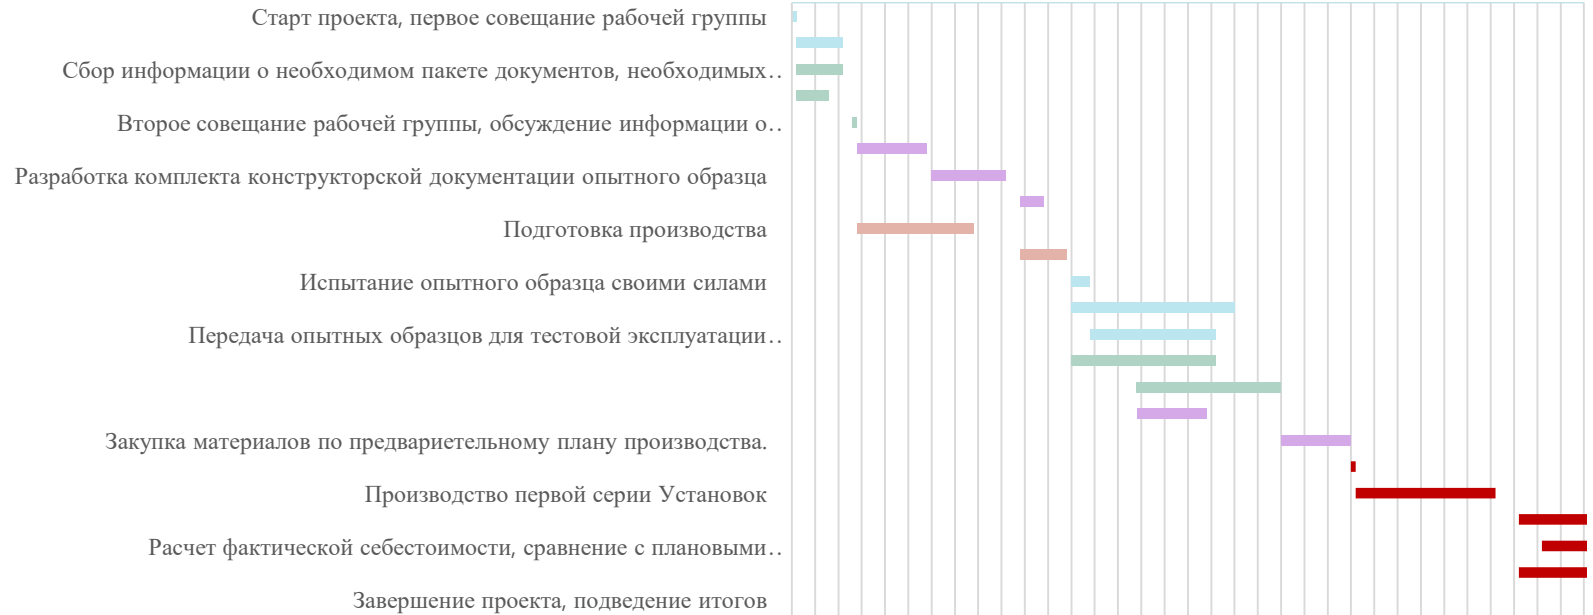 Старт проекта, первое совещание рабочей группы
Сбор информации о необходимом пакете документов, необходимых..
Второе совещание рабочей группы, обсуждение информации о..
Разработка комплекта конструкторской документации опытного образца
Подготовка производства
Испытание опытного образца своими силами
Передача опытных образцов для тестовой эксплуатации..
Закупка материалов по предвариетельному плану производства.
Производство первой серии Установок
Расчет фактической себестоимости, сравнение с плановыми..
Завершение проекта, подведение итогов